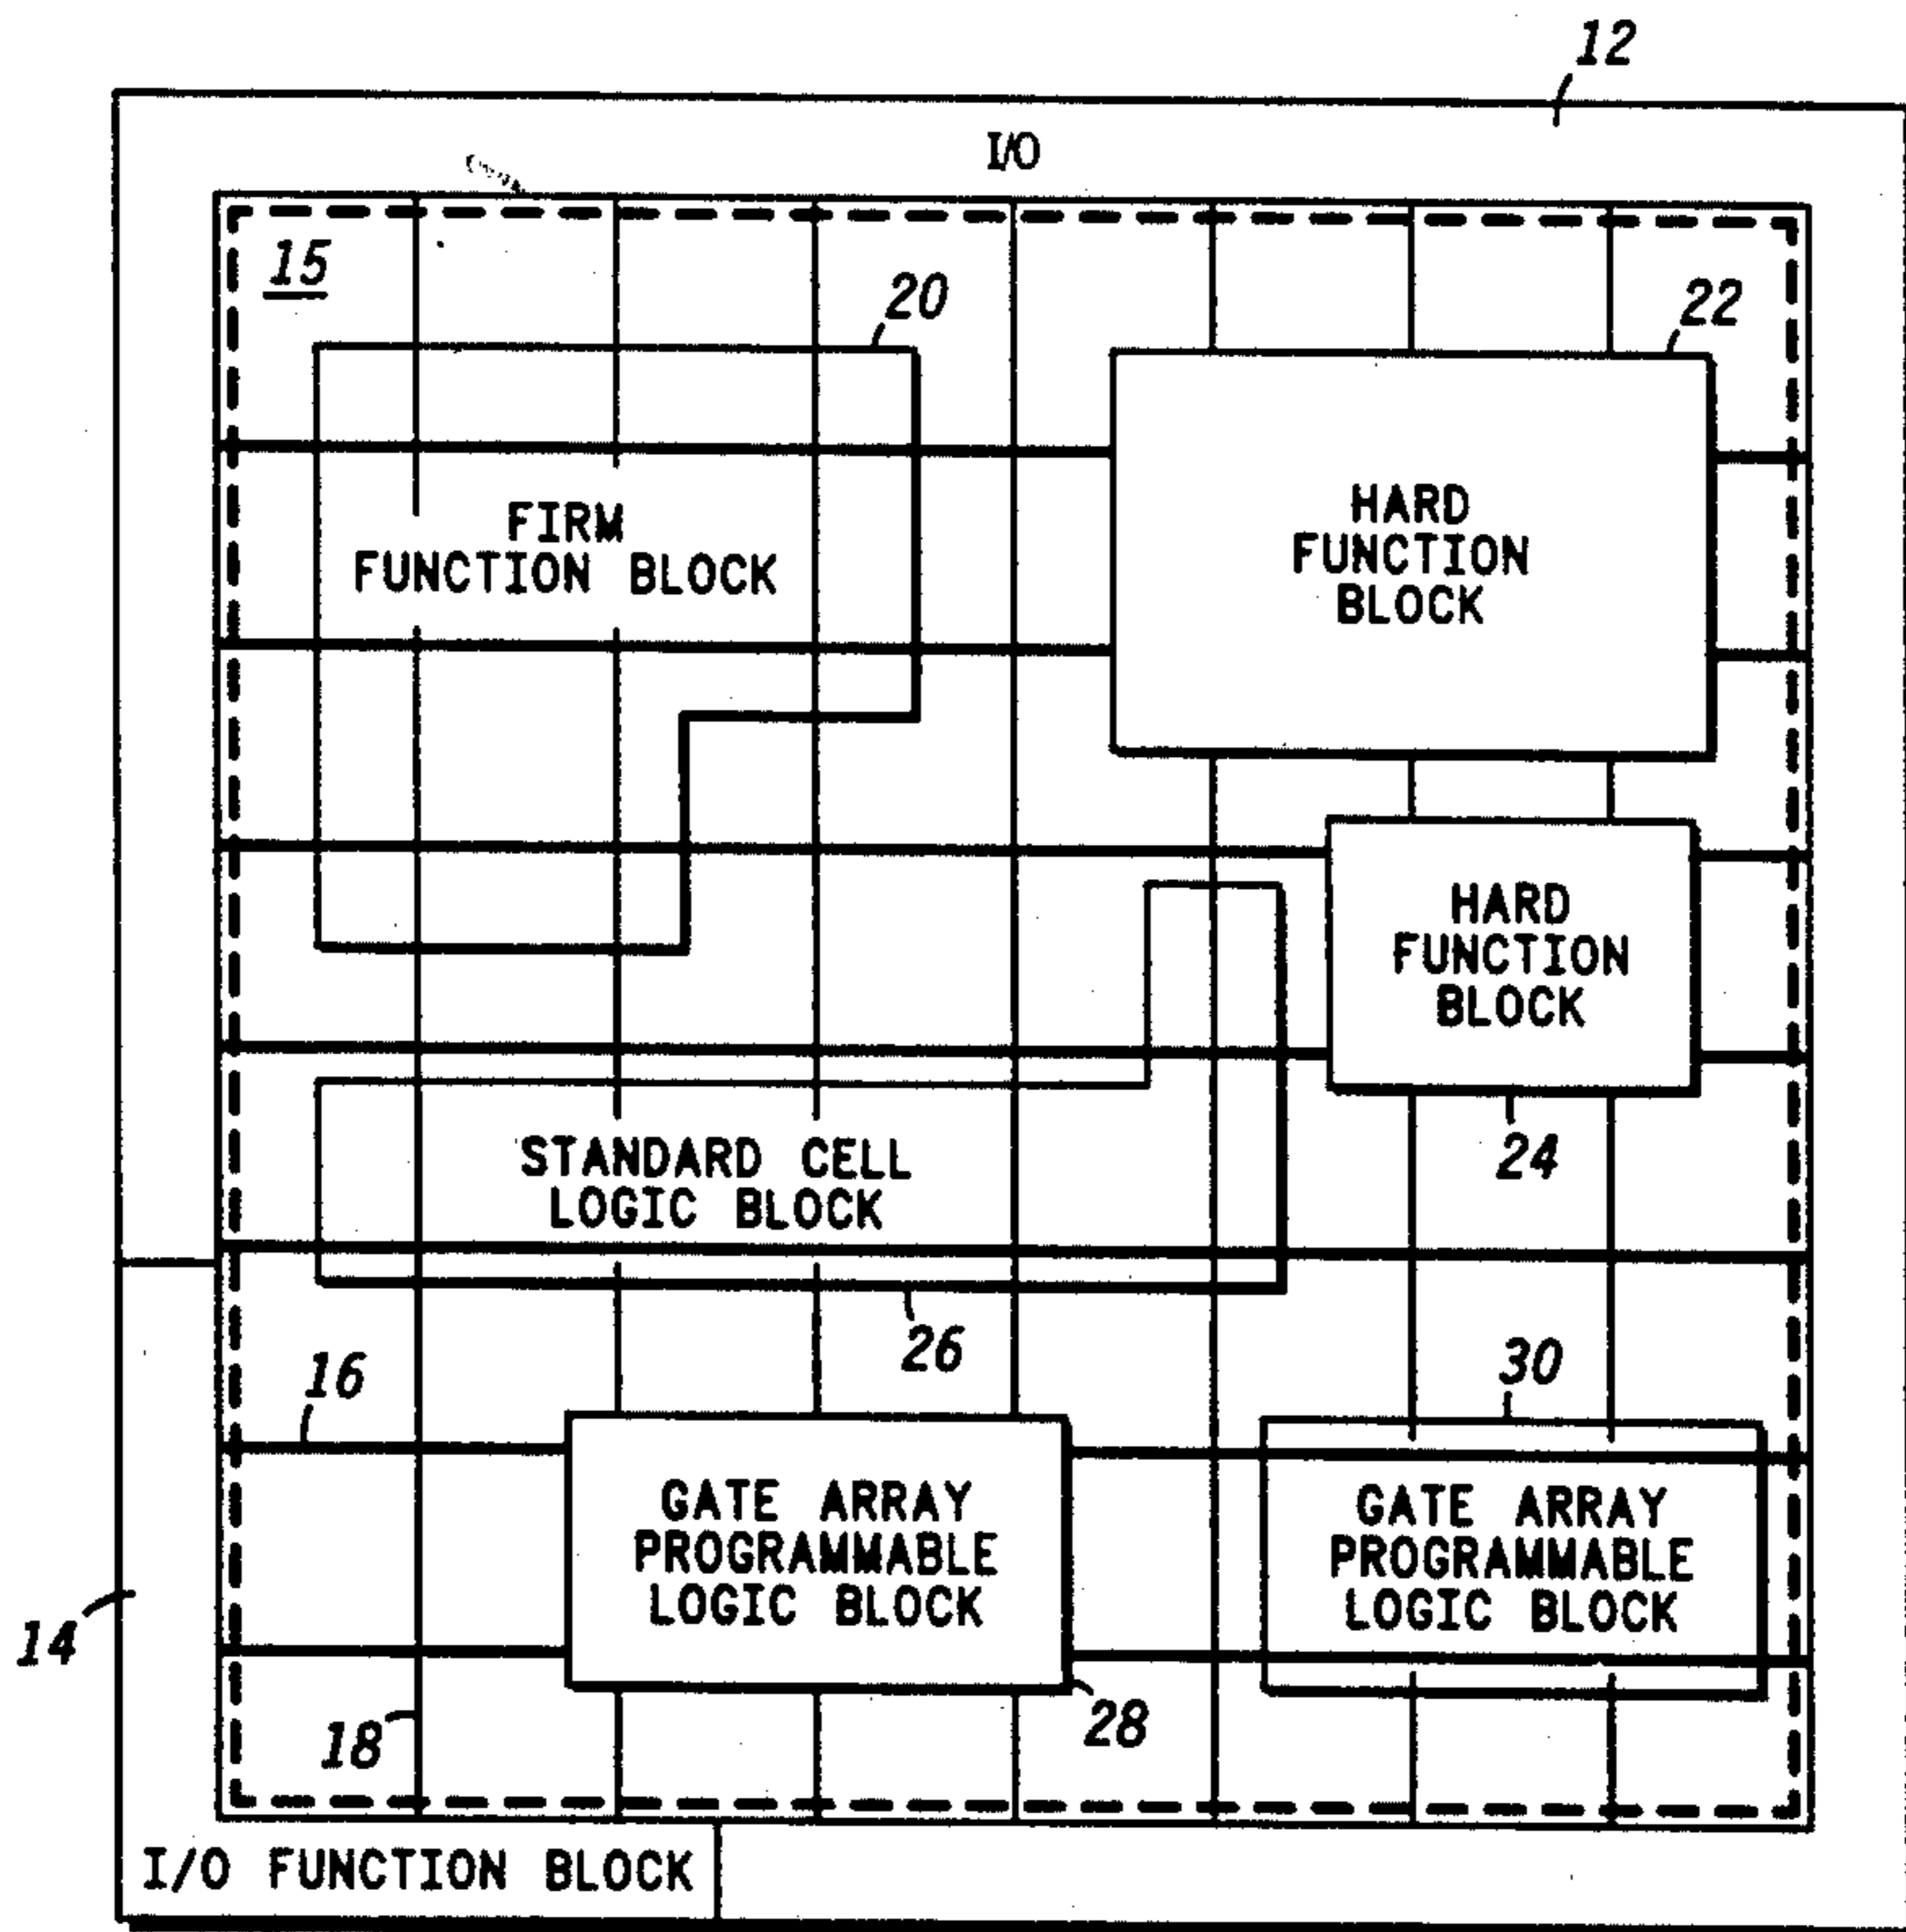 12
I/O
15
20
22
FIRM
FUNCTION BLOCK
HARD
FUNCTION
BLOCK
HARD
FUNCTION
BLOCK
24
STANDARD CELL
LOGIC BLOCK
26
30
16
GATE ARRAY
PROGRAMMABLE
LOGIC BLOCK
GATE ARRAY
PROGRAMMABLE
LOGIC BLOCK
14
18
28
I/O FUNCTION BLOCK